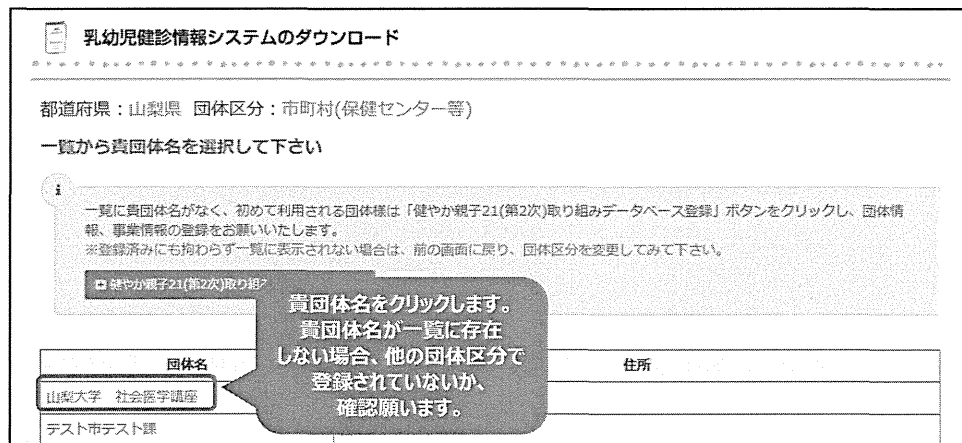 乳幼児健診情報システムのダウンロード
都道府県：山梨県 団体区分：市町村(保健センター等)
一覧から貴団体名を選択して下さい
i
一覧に貴団体名がなく、初めて利用される団体様は「健やか親子21(第2次)取り組みデータベース登録」ボタンをクリックし、団体情
報、事業情報の登録をお願いいたします。
※登録済みにも拘わらず一覧に表示されない場合は、前の画面に戻り、団体区分を変更してみて下さい。
健やか親子21(第2次)取り組
貴団体名をクリックします。
貴団体名が一覧に存在
しない場合、他の団体区分で
登録されていないか、
確認願います。
団体名 住所
山梨大学 社会医学講座
テスト市テスト課